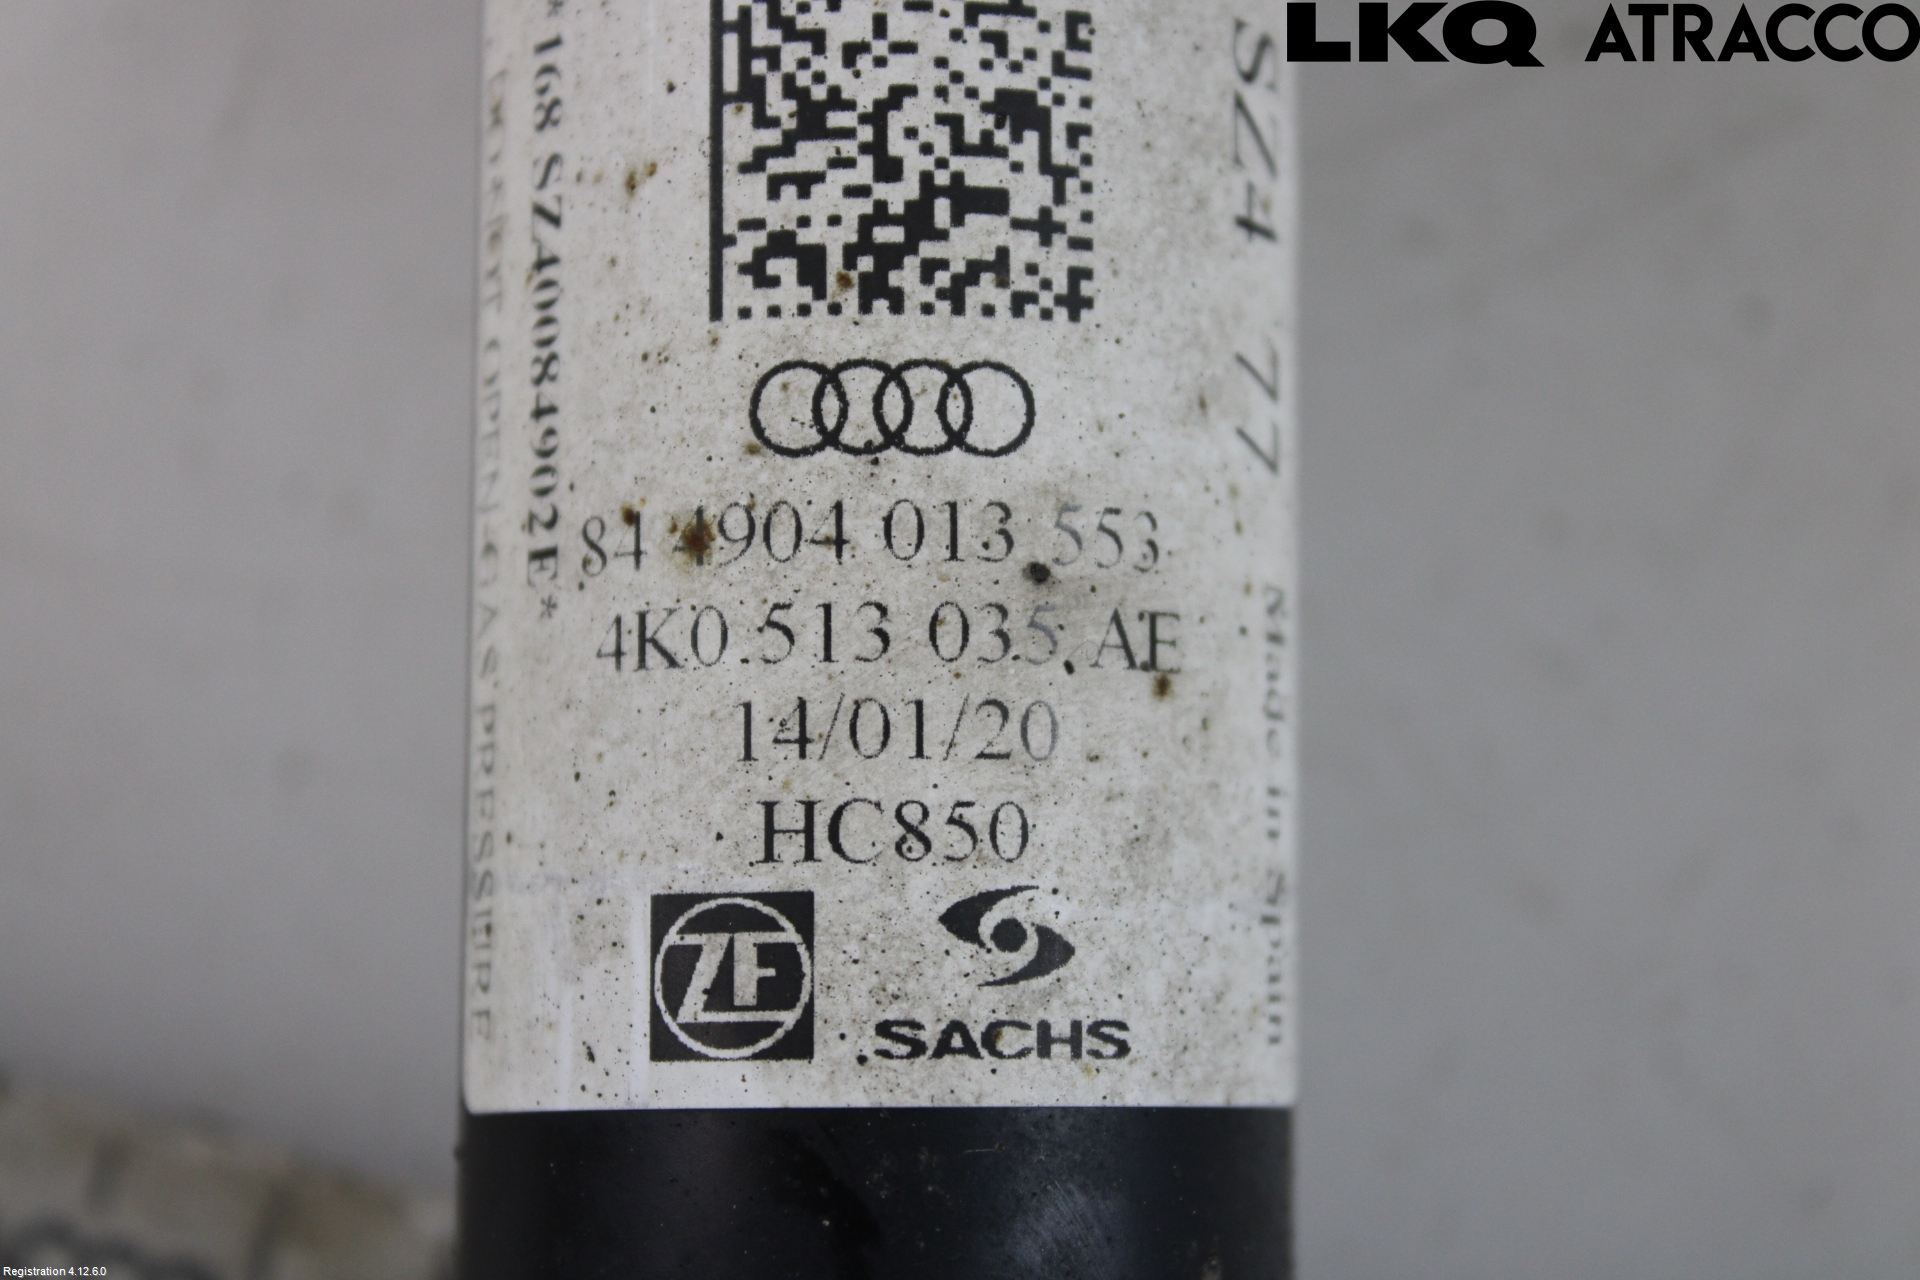 LKQ ATRACCO
*168 SZ40084902E*
SZ4 77
84 4904 013 553
4K0 513 035 AE
14/01/20
HC850
ZF
SACHS
Made in Spain
Registration 4.12.6.0